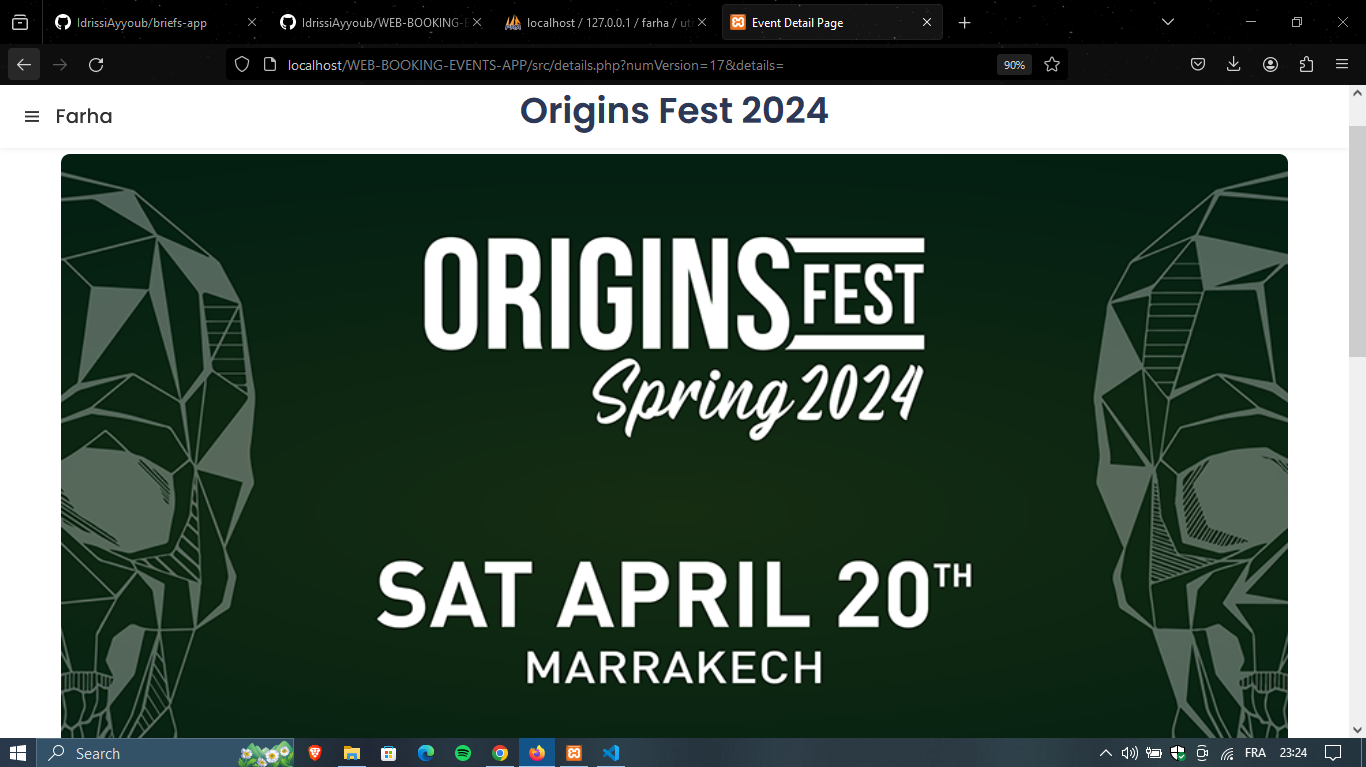 IdrissiAyyoub/briefs-app
IdrissiAyyoub/WEB-BOOKING-E
localhost / 127.0.0.1 / farha / uti
Event Detail Page
localhost/WEB-BOOKING-EVENTS-APP/src/details.php?numVersion=17&details=
90%
Farha
Origins Fest 2024
ORIGINS FEST
Spring 2024
SAT APRIL 20TH
MARRAKECH
Search
FRA
23:24